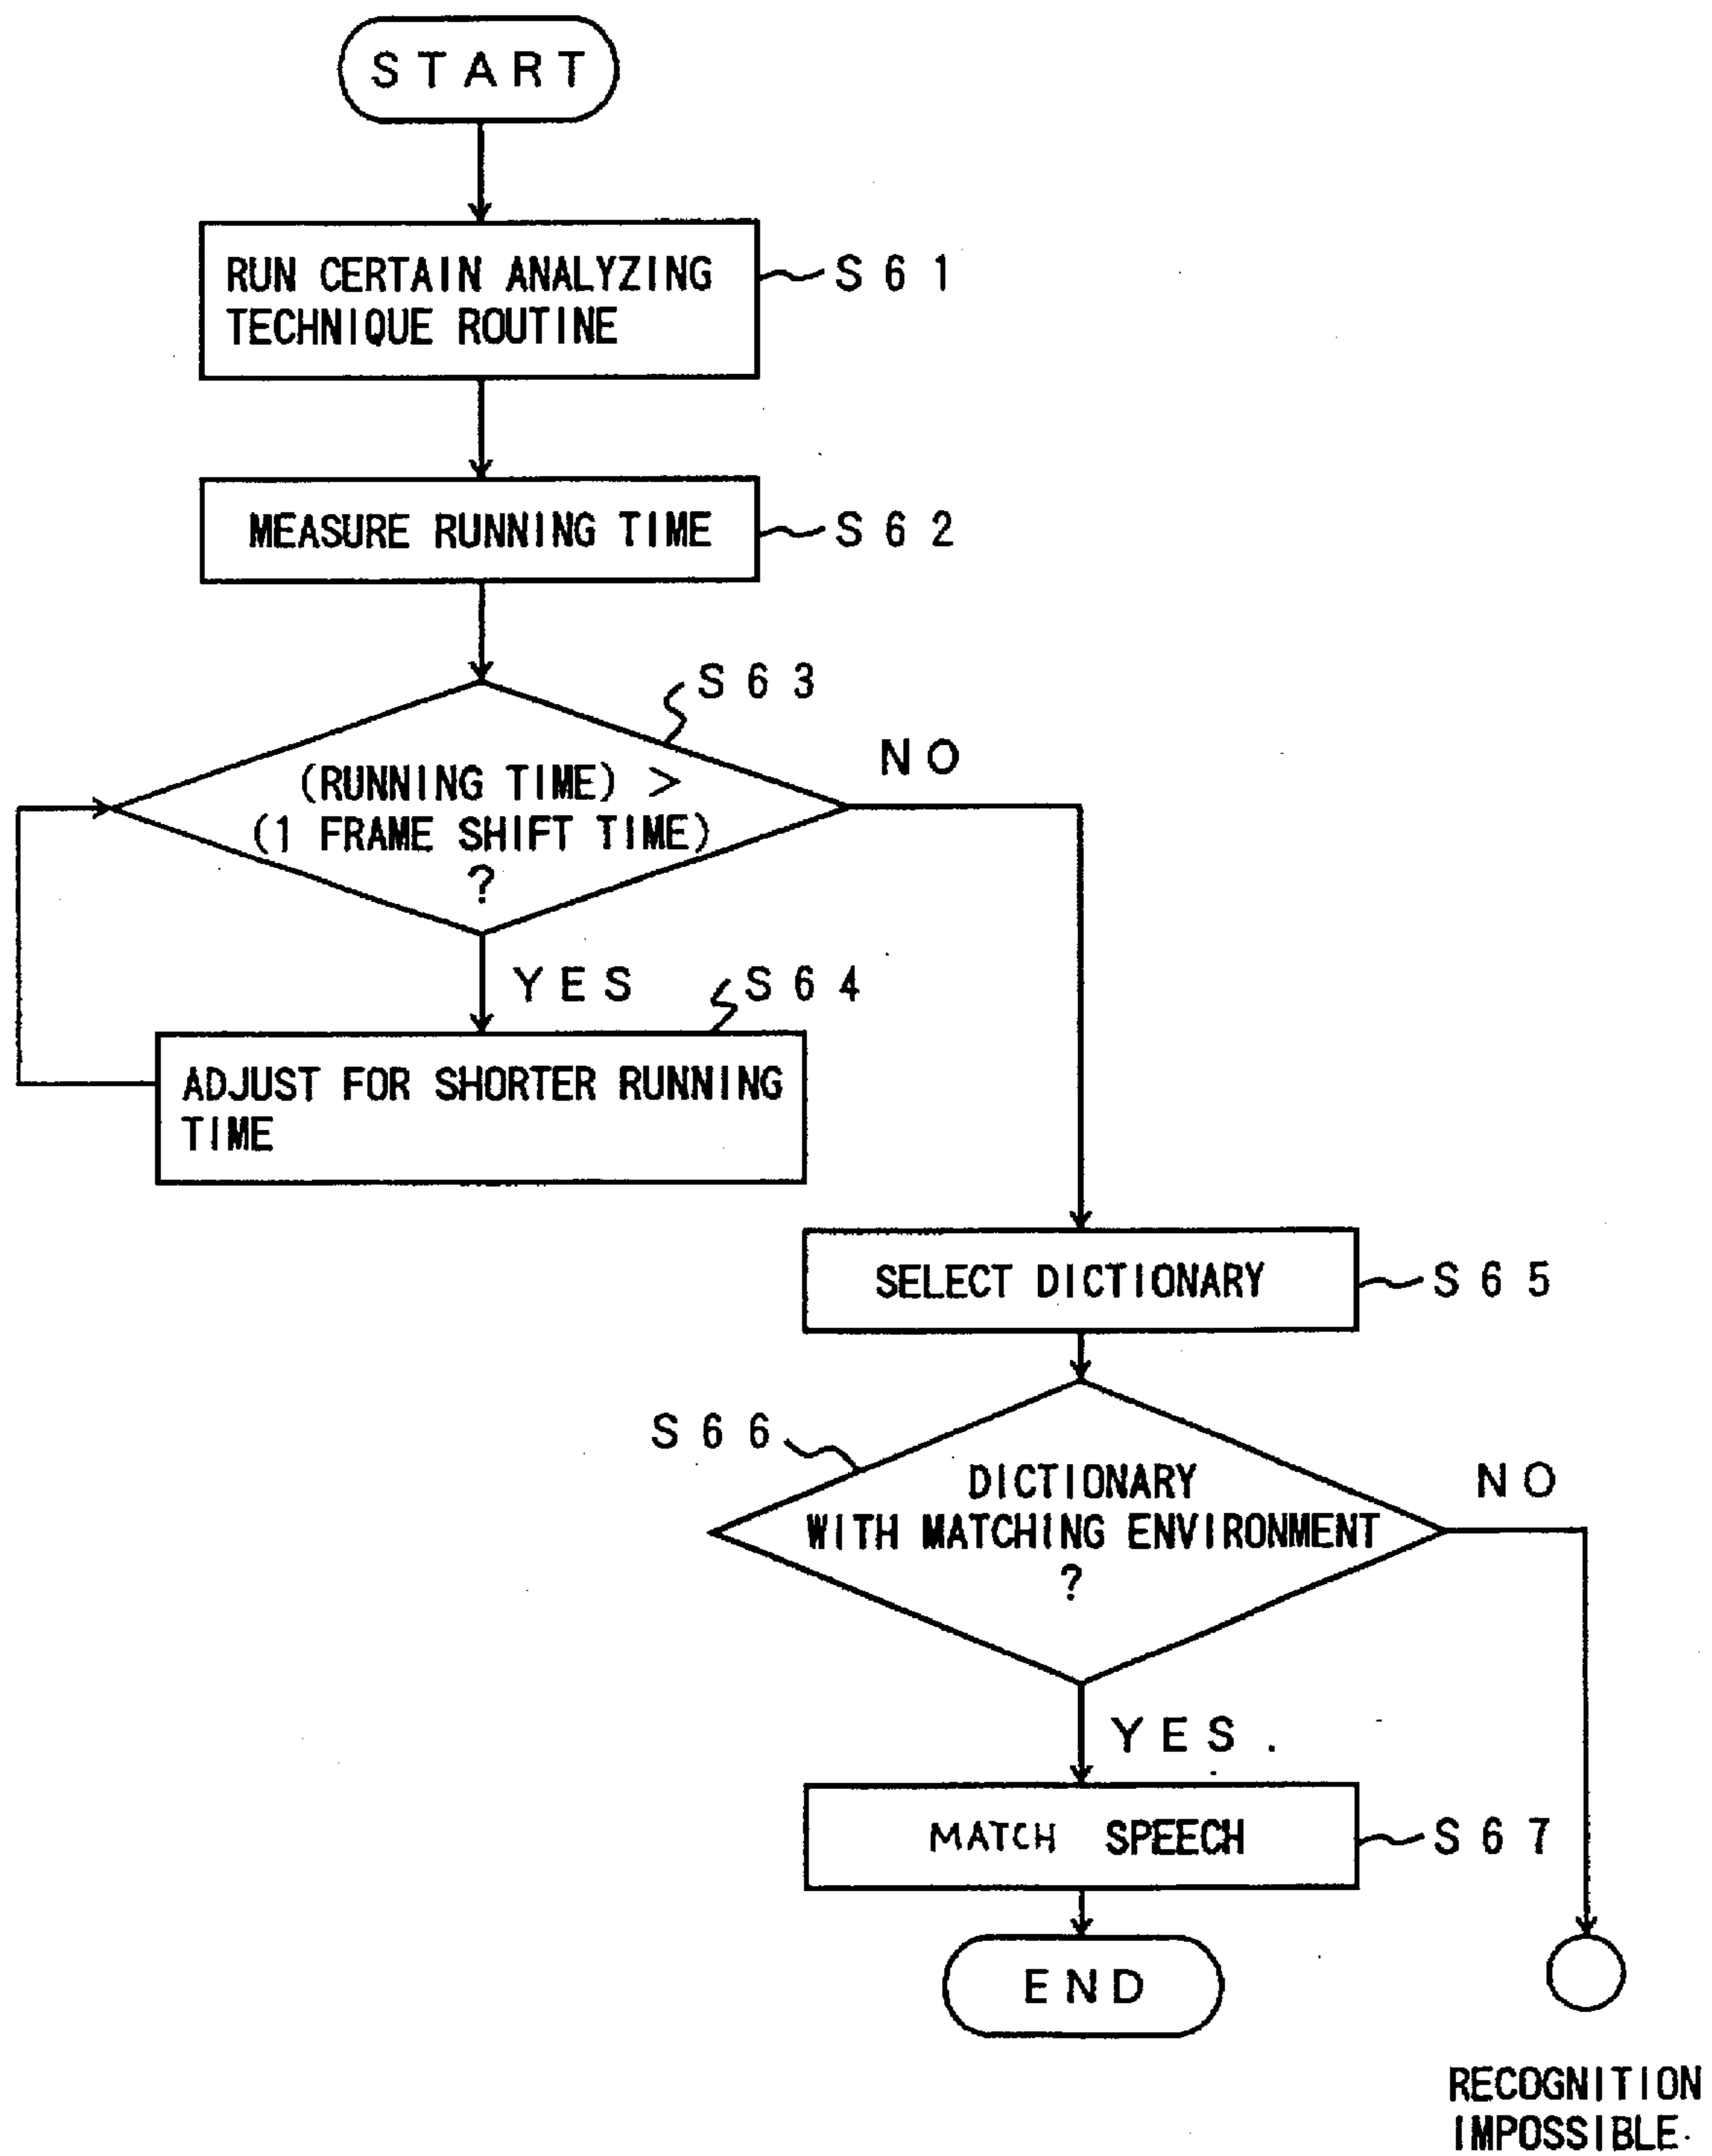 START
RUN CERTAIN ANALYZING
TECHNIQUE ROUTINE
S61
MEASURE RUNNING TIME
S62
S63
(RUNNING TIME) >
(1 FRAME SHIFT TIME)
?
NO
YES
S64
ADJUST FOR SHORTER RUNNING
TIME
SELECT DICTIONARY
S65
S66
DICTIONARY
WITH MATCHING ENVIRONMENT
?
NO
YES
MATCH SPEECH
S67
END
RECOGNITION
IMPOSSIBLE